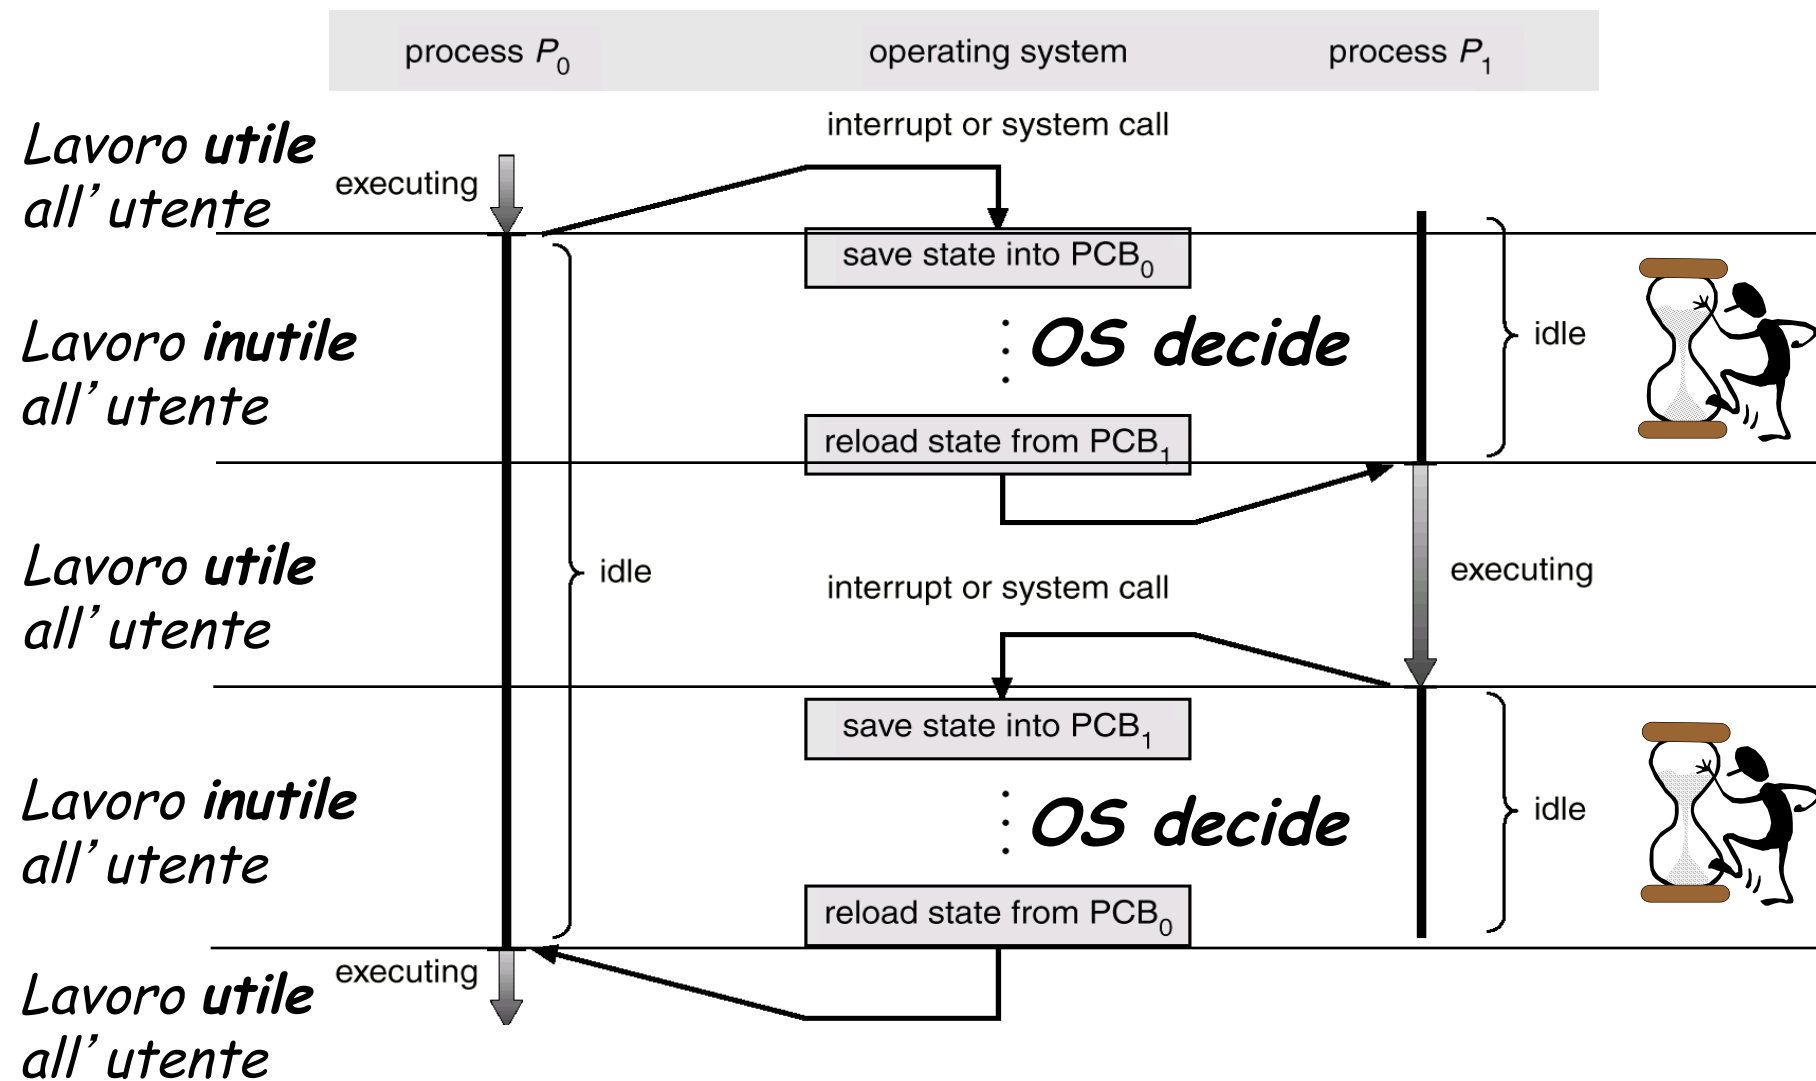 process P0 operating system process P1
interrupt or system call
Lavoro utile
all’utente
executing
save state into PCB0
Lavoro inutile
all’utente
OS decide
idle
reload state from PCB1
Lavoro utile
all’utente
idle
interrupt or system call
executing
save state into PCB1
Lavoro inutile
all’utente
OS decide
idle
reload state from PCB0
executing
Lavoro utile
all’utente